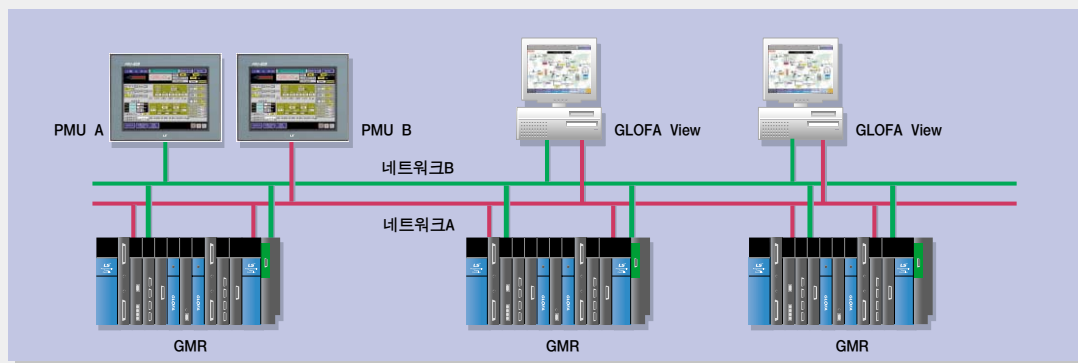 PMU A
PMU B
GLOFA View
GLOFA View
네트워크B
네트워크A
GMR
GMR
GMR